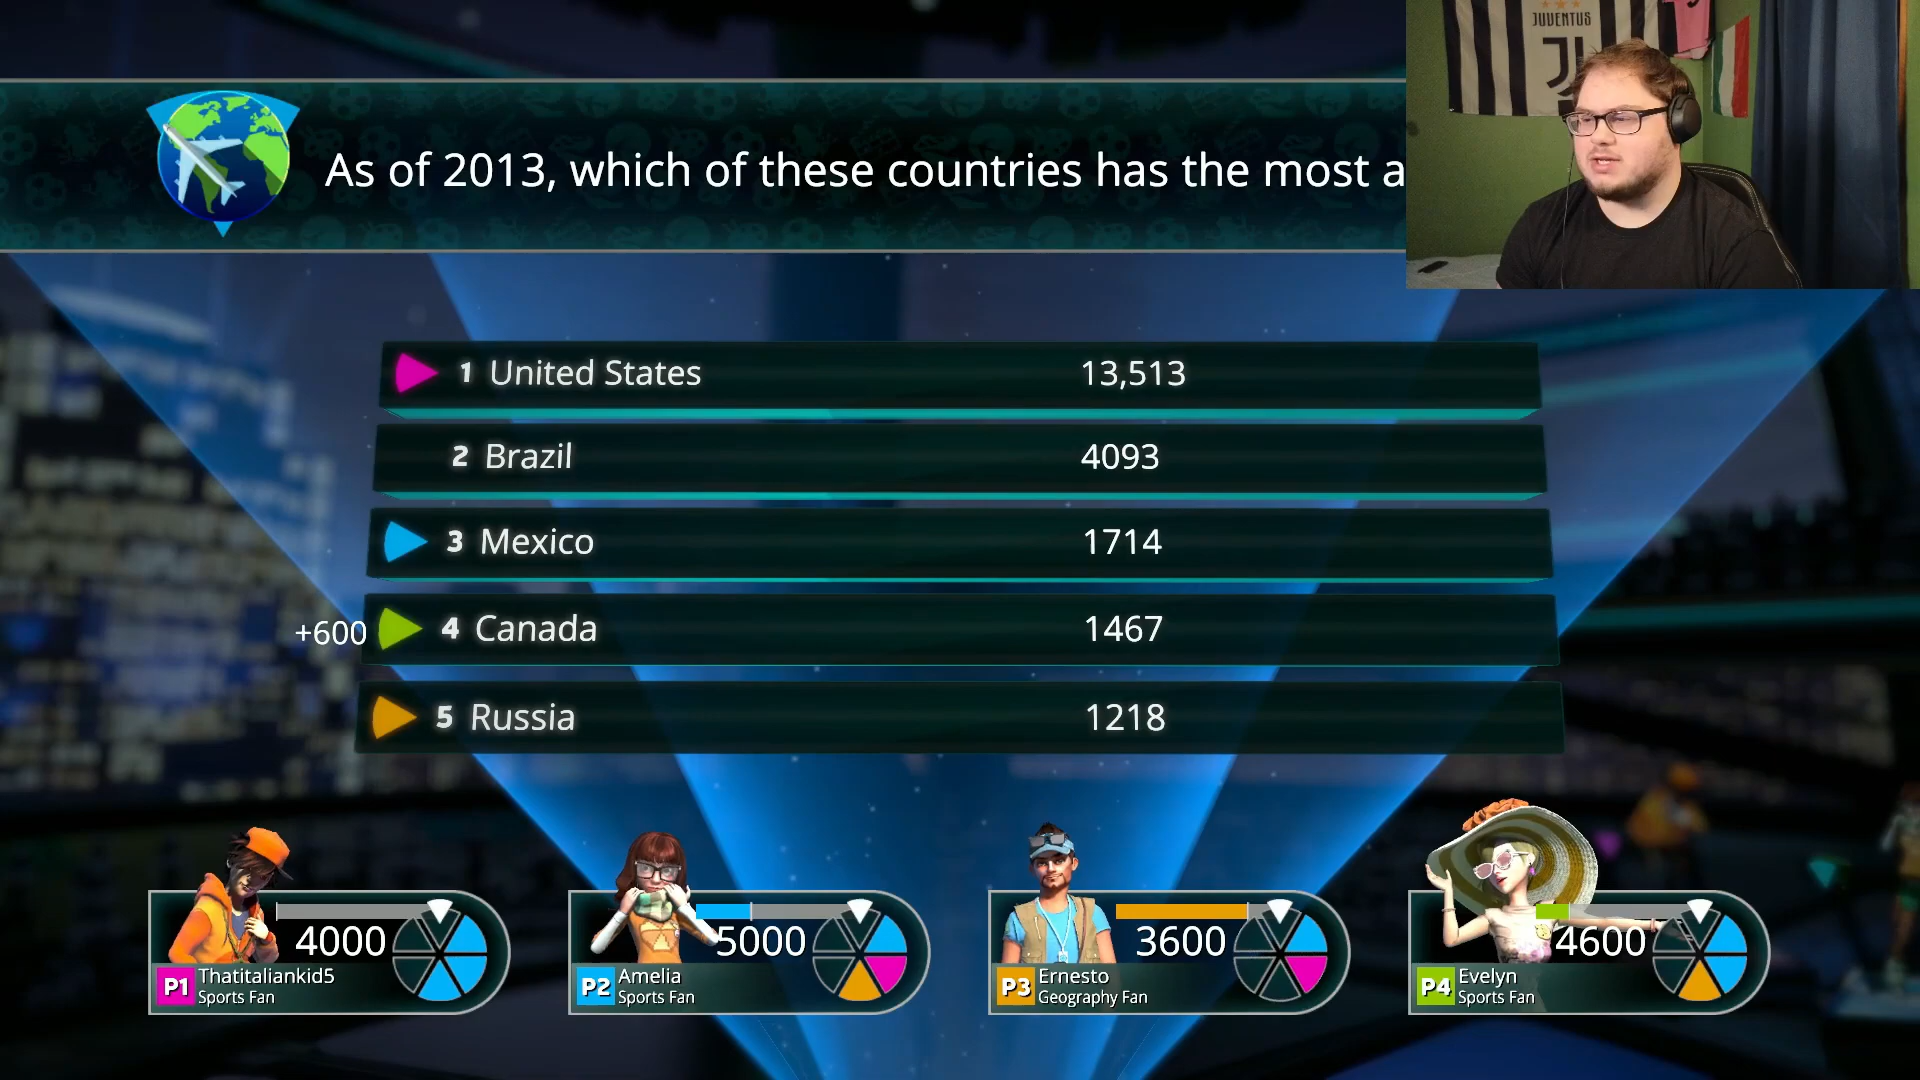 JUVENTUS
As of 2013, which of these countries has the most a
1 United States 13,513
2 Brazil 4093
3 Mexico 1714
+600 4 Canada 1467
5 Russia 1218
4000
P1 Thatitaliankid5
Sports Fan
5000
P2 Amelia
Sports Fan
3600
P3 Ernesto
Geography Fan
4600
P4 Evelyn
Sports Fan